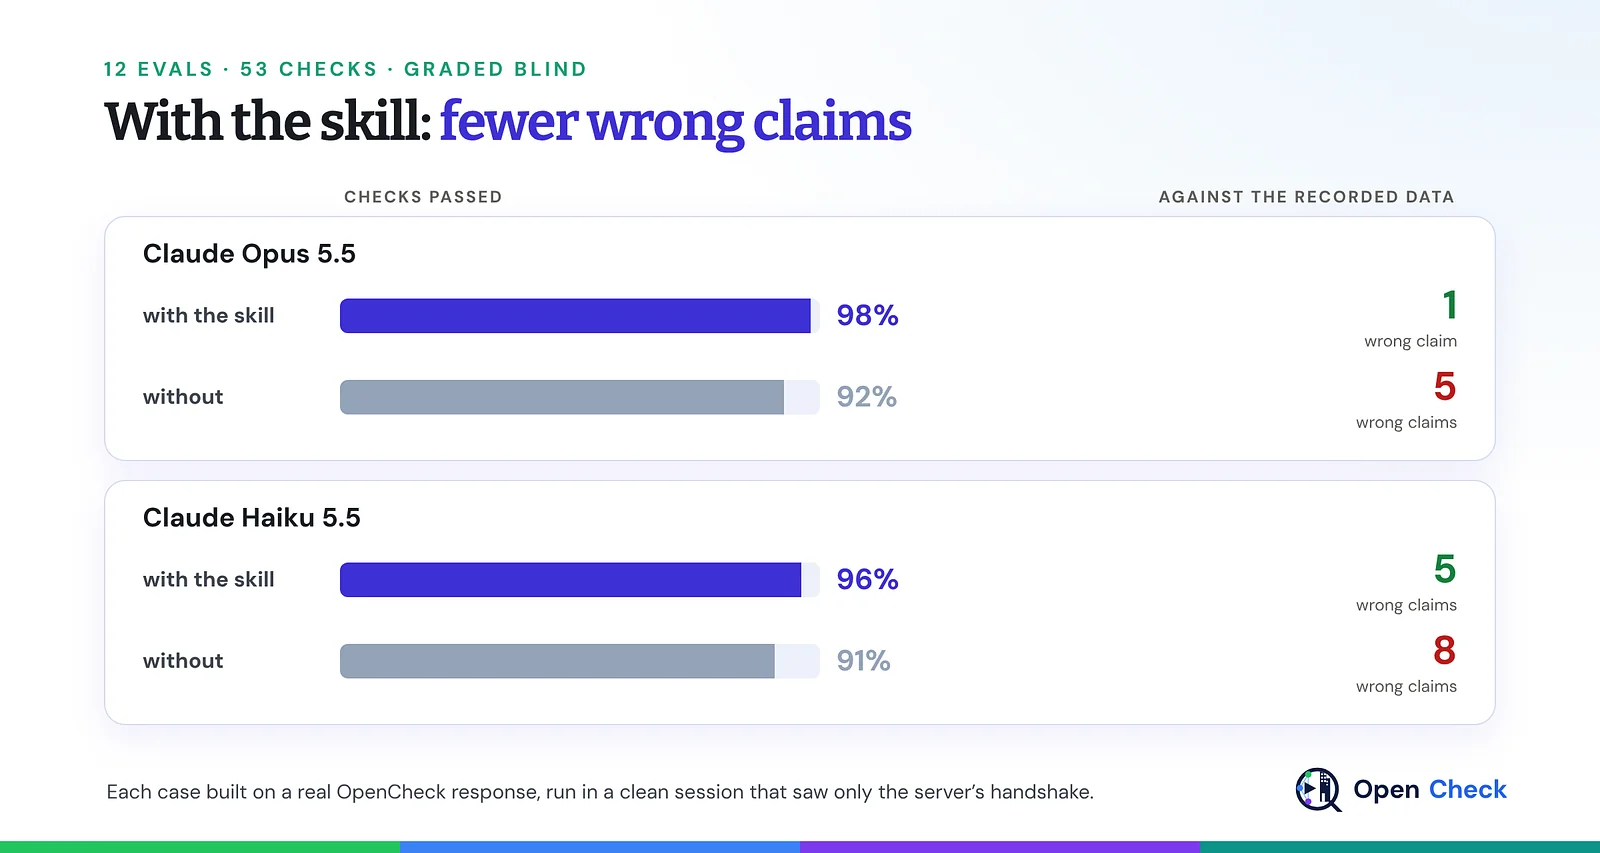 12 EVALS · 53 CHECKS · GRADED BLIND
With the skill: fewer wrong claims
CHECKS PASSED
AGAINST THE RECORDED DATA
Claude Opus 5.5
with the skill
98%
1
wrong claim
without
92%
5
wrong claims
Claude Haiku 5.5
with the skill
96%
5
wrong claims
without
91%
8
wrong claims
Each case built on a real OpenCheck response, run in a clean session that saw only the server’s handshake.
Open Check